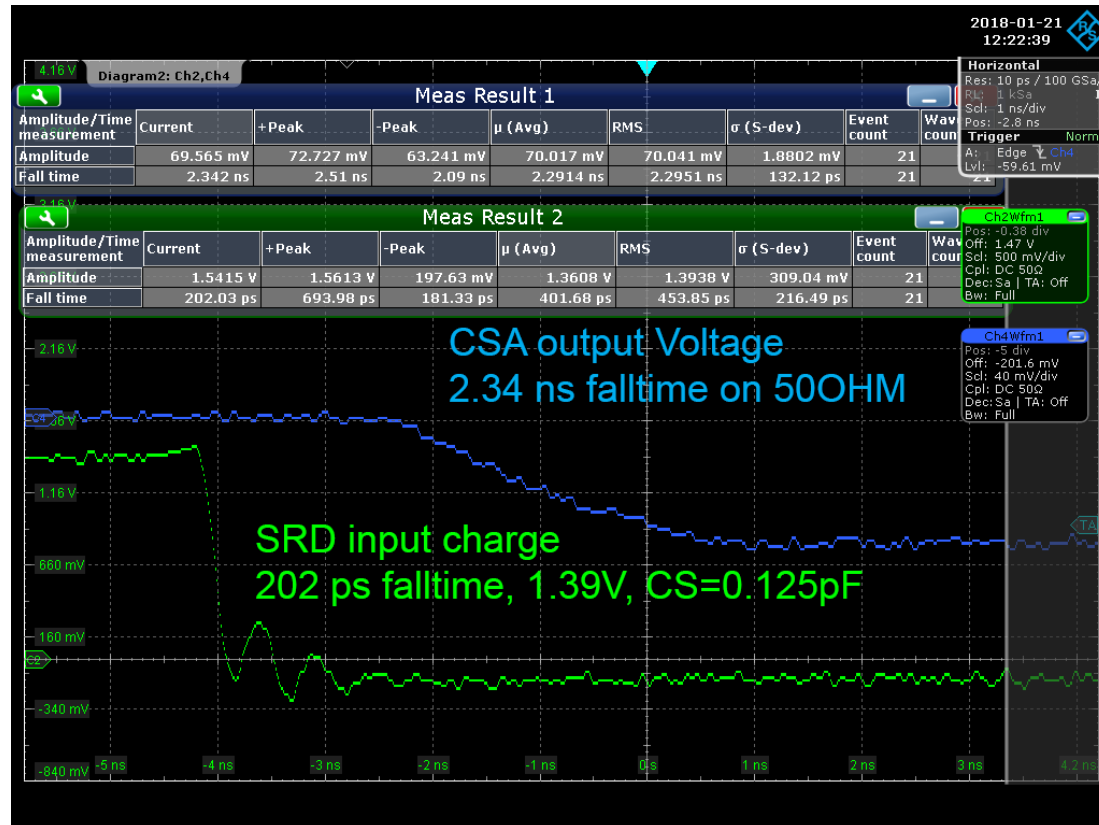 2018-01-21
12:22:39
4.16 V
Diagram2: Ch2,Ch4
Horizontal
Res: 10 ps / 100 GSa/
RL: 1 kSa
Scl: 1 ns/div
Pos: -2.8 ns
Trigger Norm
A: Edge Ch4
Lvl: -59.61 mV
Meas Result 1
Amplitude/Time measurement Current +Peak -Peak µ (Avg) RMS σ (S-dev) Event count Wav coun
Amplitude 69.565 mV 72.727 mV 63.241 mV 70.017 mV 70.041 mV 1.8802 mV 21
Fall time 2.342 ns 2.51 ns 2.09 ns 2.2914 ns 2.2951 ns 132.12 ps 21 21
3.16 V
Meas Result 2
Amplitude/Time measurement Current +Peak -Peak µ (Avg) RMS σ (S-dev) Event count Wav coun
Amplitude 1.5415 V 1.5613 V 197.63 mV 1.3608 V 1.3938 V 309.04 mV 21
Fall time 202.03 ps 693.98 ps 181.33 ps 401.68 ps 453.85 ps 216.49 ps 21
Ch2Wfm1
Pos: -0.38 div
Off: 1.47 V
Scl: 500 mV/div
Cpl: DC 50Ω
Dec: Sa | TA: Off
Bw: Full
Ch4Wfm1
Pos: -5 div
Off: -201.6 mV
Scl: 40 mV/div
Cpl: DC 50Ω
Dec: Sa | TA: Off
Bw: Full
CSA output Voltage
2.34 ns falltime on 50OHM
2.16 V
1.16 V
TA
SRD input charge
202 ps falltime, 1.39V, CS=0.125pF
660 mV
160 mV
C2
-340 mV
-840 mV
-5 ns -4 ns -3 ns -2 ns -1 ns 0 s 1 ns 2 ns 3 ns 4.2 ns